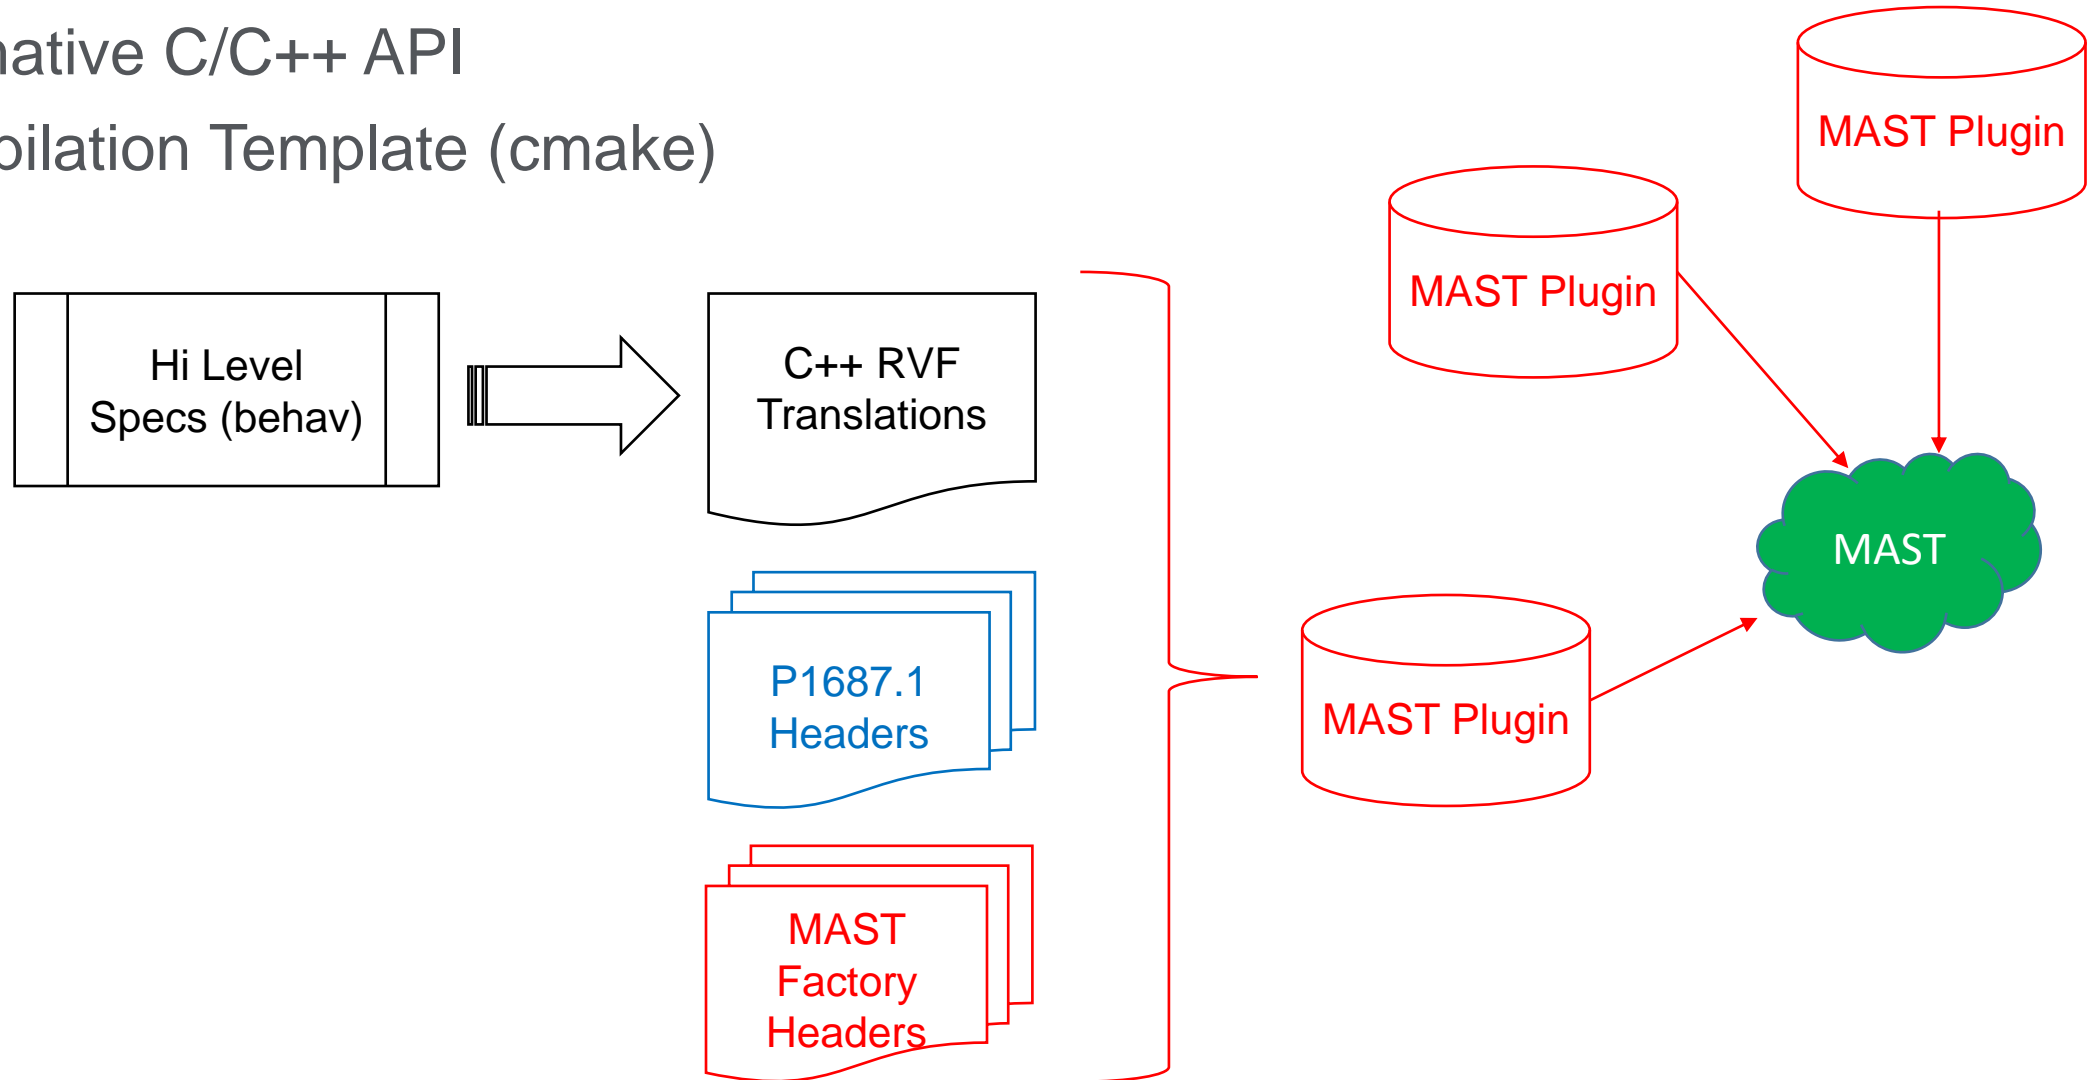 native C/C++ API
pilation Template (cmake)
MAST Plugin
MAST Plugin
Hi Level
Specs (behav)
C++ RVF
Translations
MAST
P1687.1
Headers
MAST Plugin
MAST
Factory
Headers